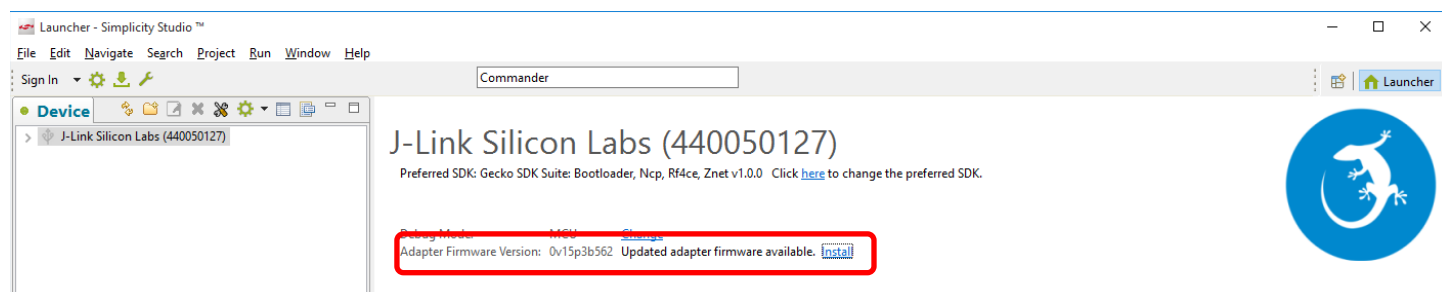 Launcher - Simplicity Studio ™
File Edit Navigate Search Project Run Window Help
Sign In Commander Launcher
Device
J-Link Silicon Labs (440050127)
J-Link Silicon Labs (440050127)
Preferred SDK: Gecko SDK Suite: Bootloader, Ncp, Rf4ce, Znet v1.0.0 Click here to change the preferred SDK.
Debug Mode: MCU Change
Adapter Firmware Version: 0v15p3b562 Updated adapter firmware available. Install